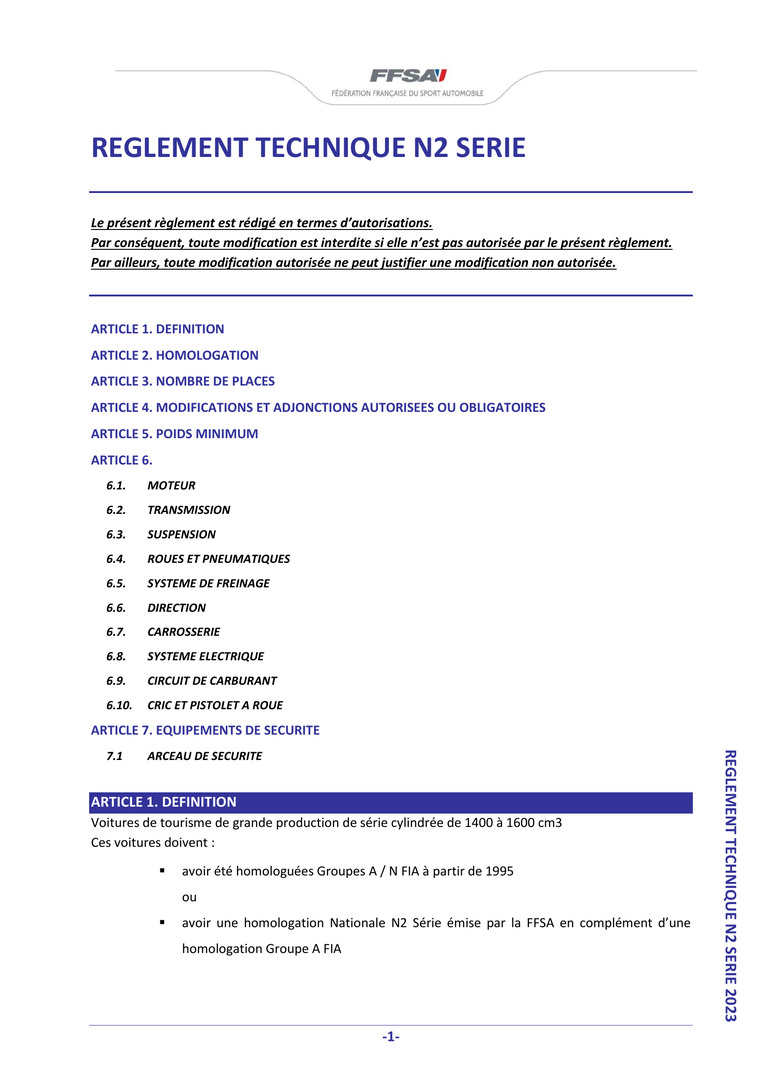 FFSA
FÉDÉRATION FRANÇAISE DU SPORT AUTOMOBILE
REGLEMENT TECHNIQUE N2 SERIE
Le présent règlement est rédigé en termes d’autorisations.
Par conséquent, toute modification est interdite si elle n’est pas autorisée par le présent règlement.
Par ailleurs, toute modification autorisée ne peut justifier une modification non autorisée.
ARTICLE 1. DEFINITION
ARTICLE 2. HOMOLOGATION
ARTICLE 3. NOMBRE DE PLACES
ARTICLE 4. MODIFICATIONS ET ADJONCTIONS AUTORISEES OU OBLIGATOIRES
ARTICLE 5. POIDS MINIMUM
ARTICLE 6.
6.1. MOTEUR
6.2. TRANSMISSION
6.3. SUSPENSION
6.4. ROUES ET PNEUMATIQUES
6.5. SYSTEME DE FREINAGE
6.6. DIRECTION
6.7. CARROSSERIE
6.8. SYSTEME ELECTRIQUE
6.9. CIRCUIT DE CARBURANT
6.10. CRIC ET PISTOLET A ROUE
ARTICLE 7. EQUIPEMENTS DE SECURITE
7.1 ARCEAU DE SECURITE
ARTICLE 1. DEFINITION
Voitures de tourisme de grande production de série cylindrée de 1400 à 1600 cm3
Ces voitures doivent :
▪ avoir été homologuées Groupes A / N FIA à partir de 1995
ou
▪ avoir une homologation Nationale N2 Série émise par la FFSA en complément d’une
homologation Groupe A FIA
REGLEMENT TECHNIQUE N2 SERIE 2023
-1-